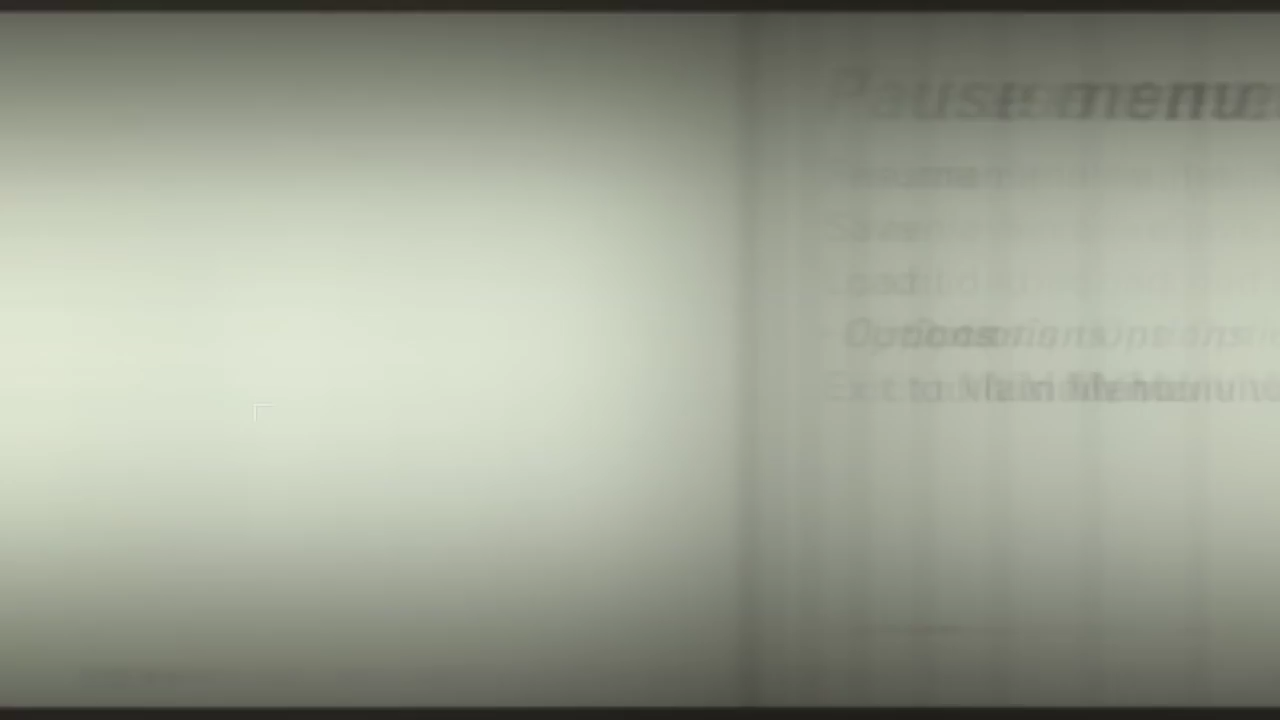 Pause menu
Resume
Save
Load
Options
Exit to Main Menu